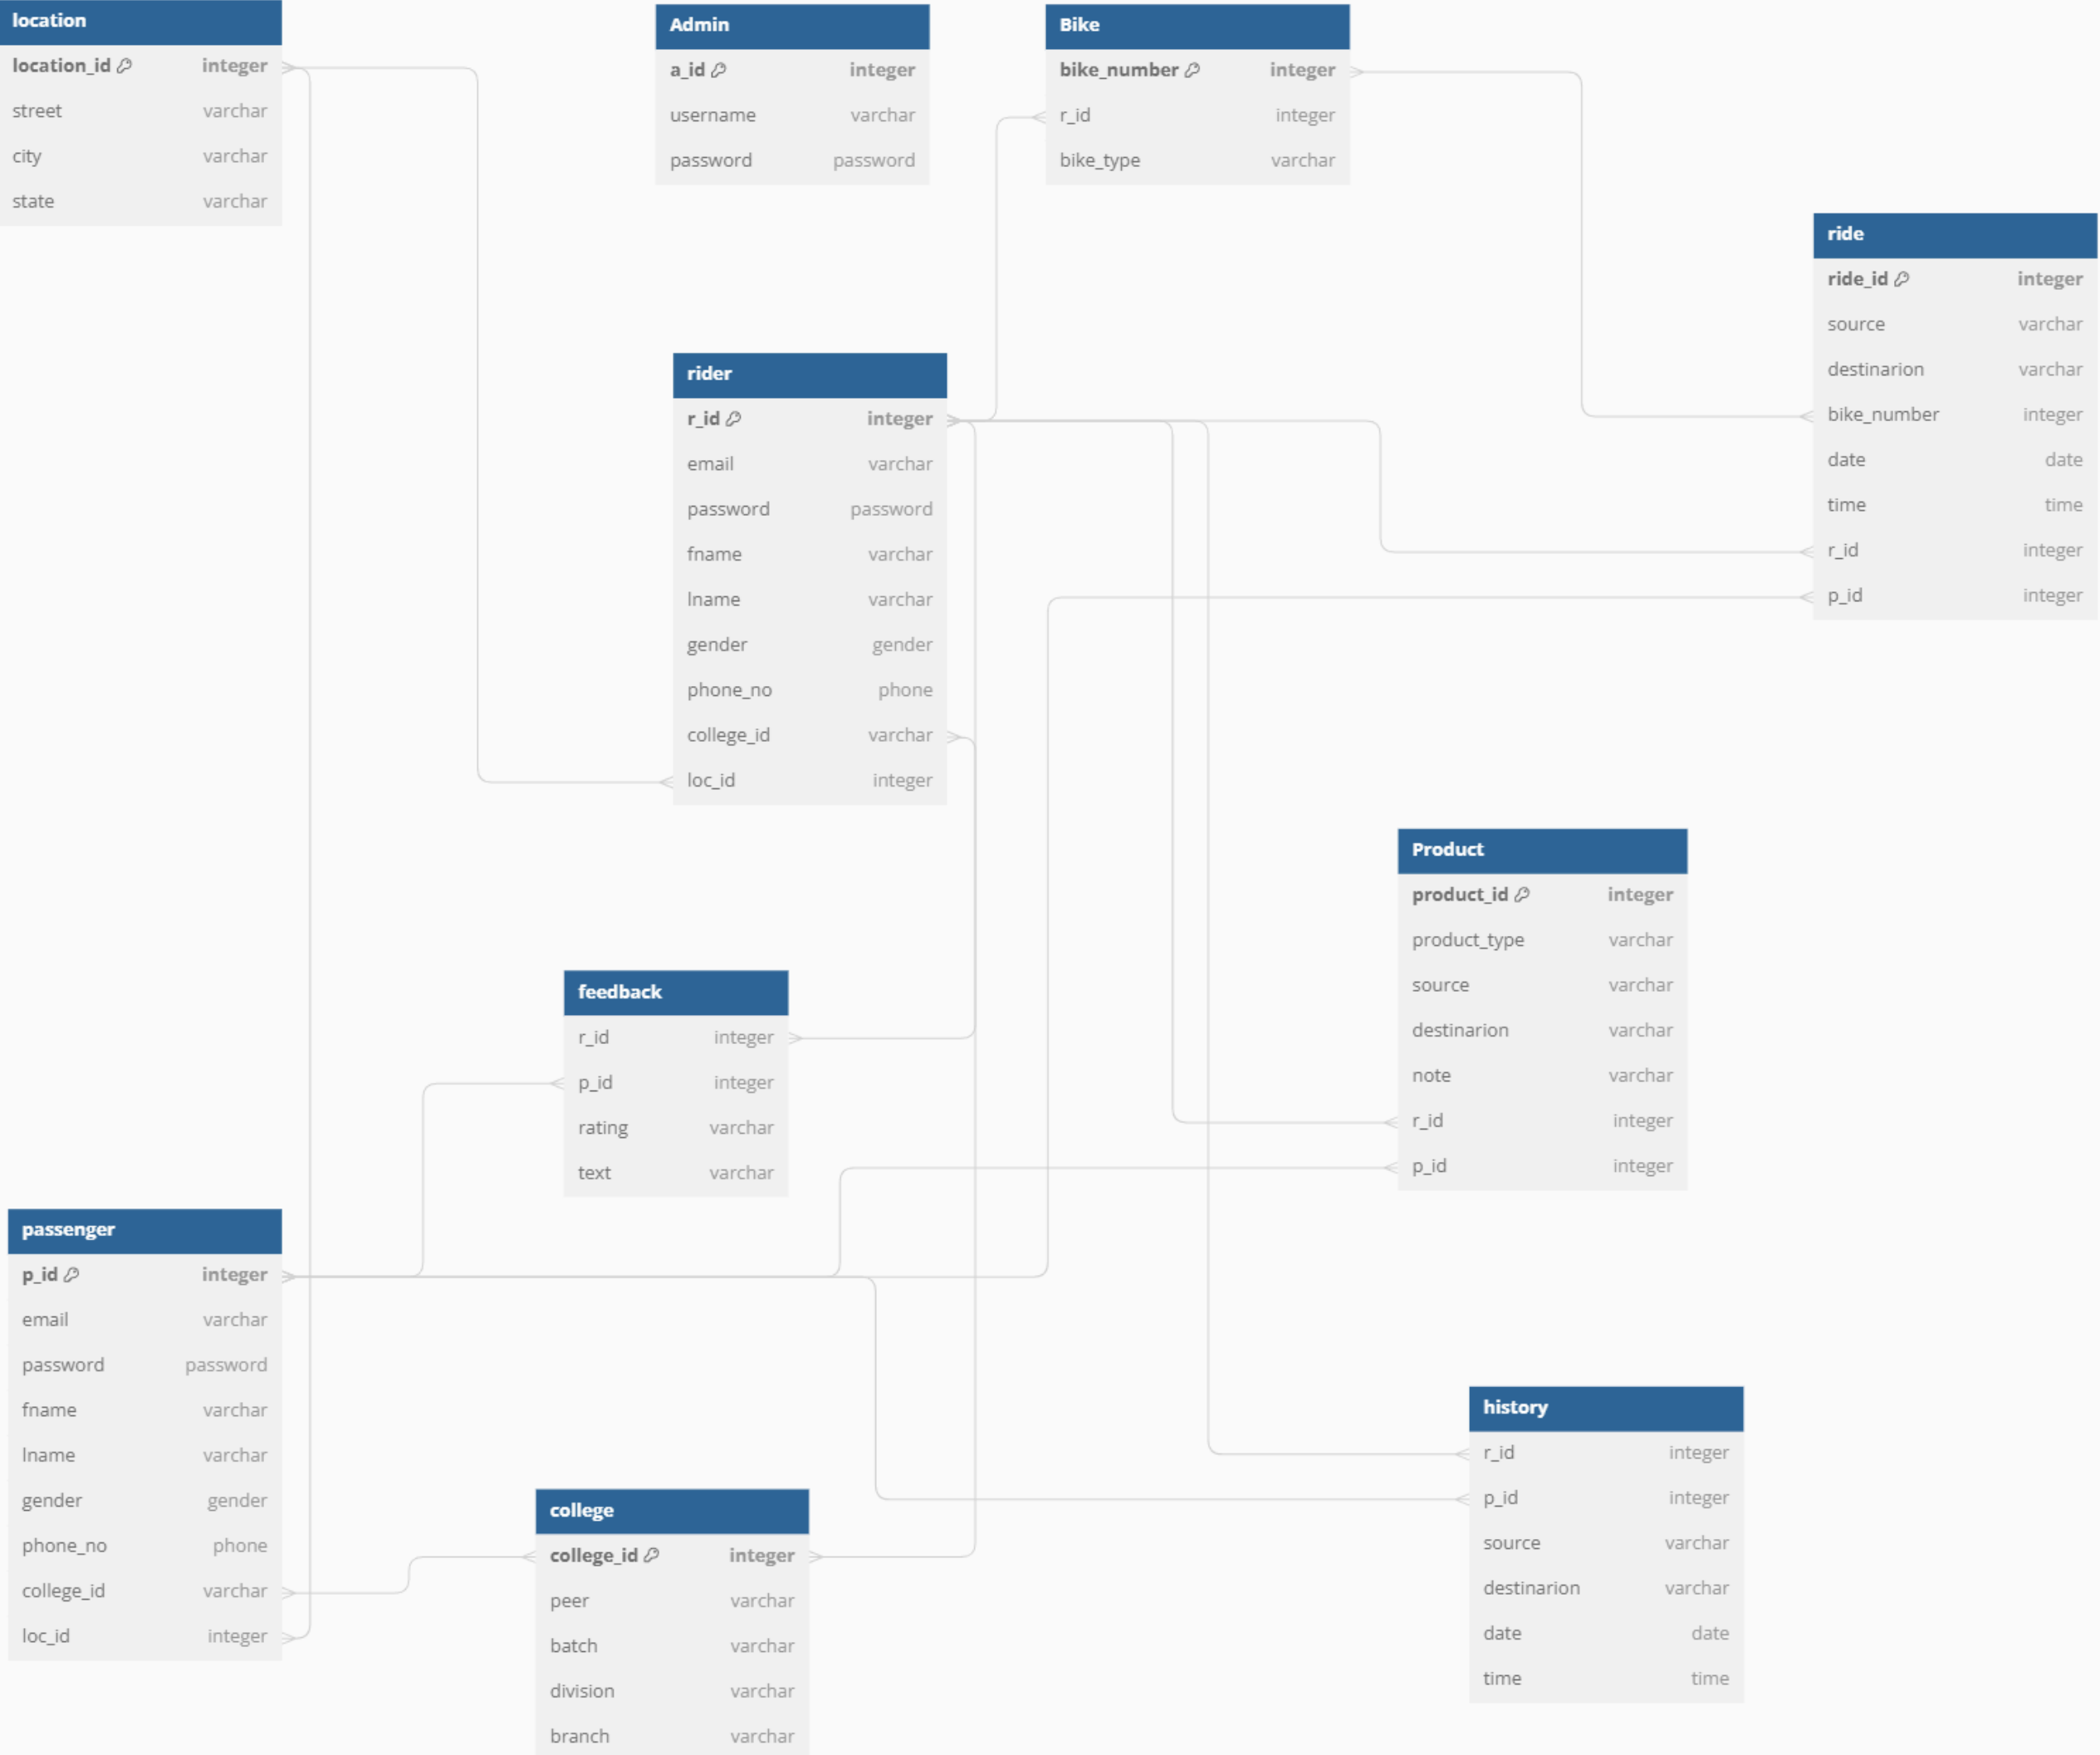 location
location_id integer
street varchar
city varchar
state varchar
Admin
a_id integer
username varchar
password password
Bike
bike_number integer
r_id integer
bike_type varchar
ride
ride_id integer
source varchar
destinarion varchar
bike_number integer
date date
time time
r_id integer
p_id integer
rider
r_id integer
email varchar
password password
fname varchar
lname varchar
gender gender
phone_no phone
college_id varchar
loc_id integer
Product
product_id integer
product_type varchar
source varchar
destinarion varchar
note varchar
r_id integer
p_id integer
feedback
r_id integer
p_id integer
rating varchar
text varchar
passenger
p_id integer
email varchar
password password
fname varchar
lname varchar
gender gender
phone_no phone
college_id varchar
loc_id integer
history
r_id integer
p_id integer
source varchar
destinarion varchar
date date
time time
college
college_id integer
peer varchar
batch varchar
division varchar
branch varchar